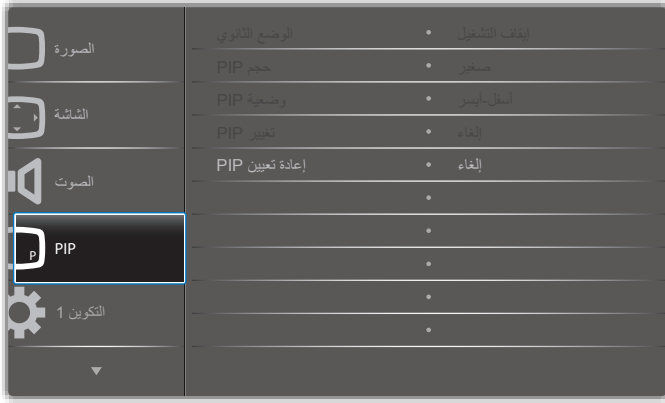 الصورة
الشاشة
الصوت
P PIP
التكوين 1
الوضع الثانوي • إيقاف التشغيل
حجم PIP • صغير
وضعية PIP • أسفل-أيسر
تغيير PIP • إلغاء
إعادة تعيين PIP • إلغاء